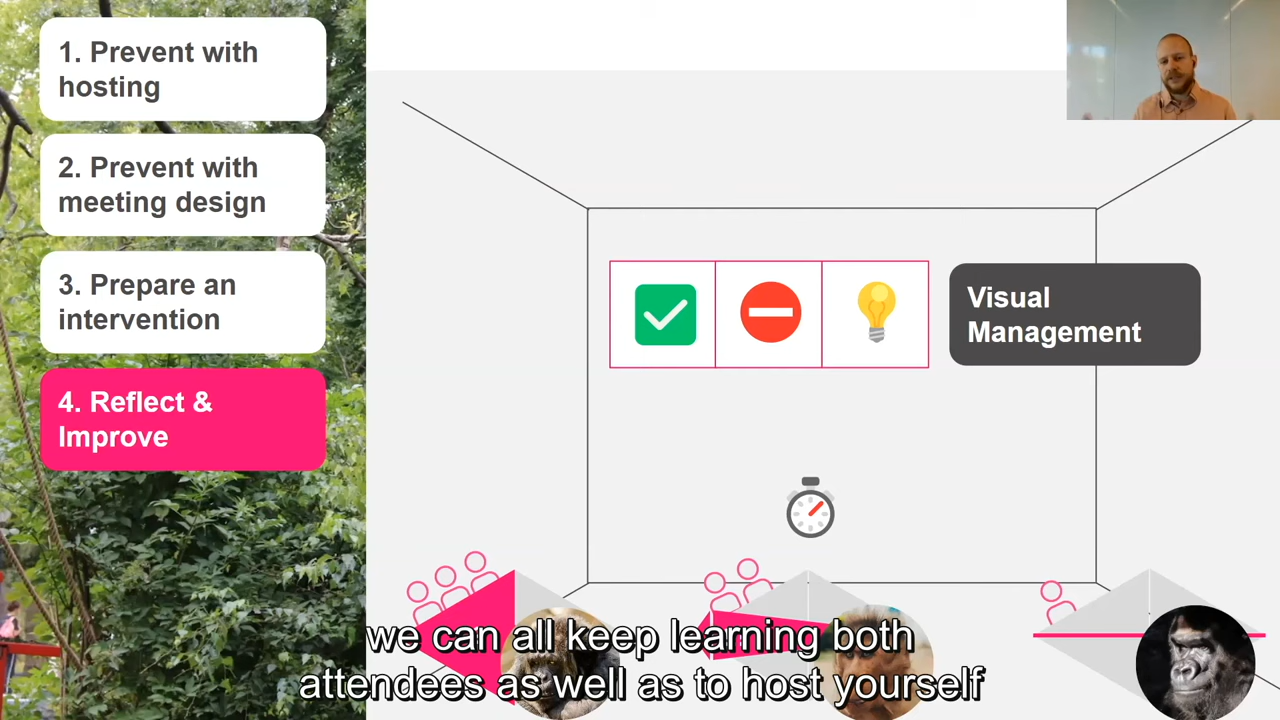 1. Prevent with
hosting
2. Prevent with
meeting design
3. Prepare an
intervention
4. Reflect &
Improve
Visual
Management
we can all keep learning both
attendees as well as to host yourself